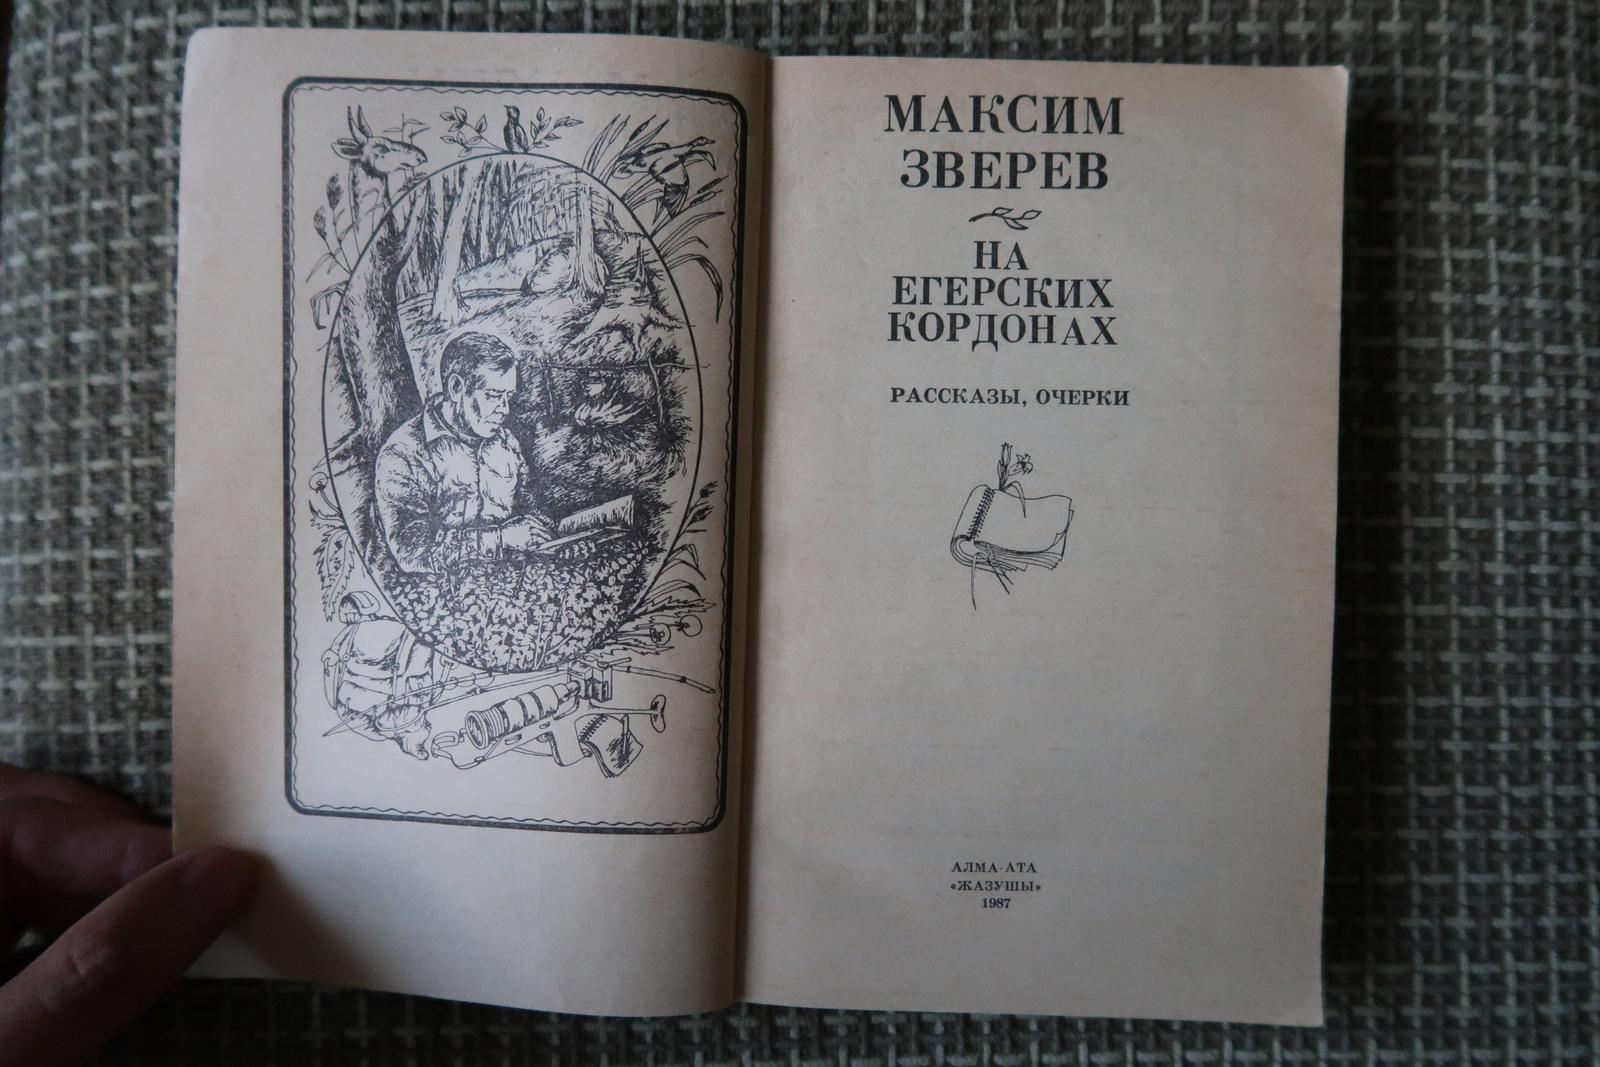 МАКСИМ
ЗВЕРЕВ
НА
ЕГЕРСКИХ
КОРДОНАХ
РАССКАЗЫ, ОЧЕРКИ
АЛМА-АТА
«ЖАЗУШЫ»
1987